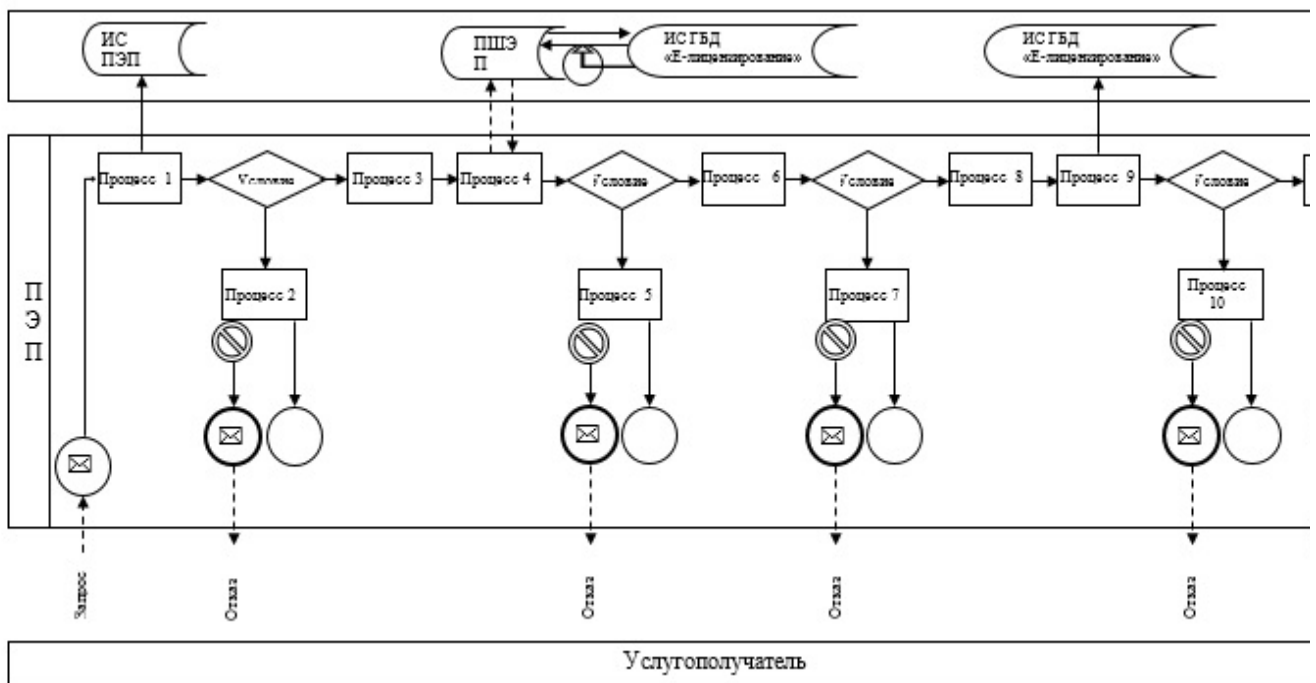 ИС
ПЭП
ПШЭ
П
ИС ГБД
«Е-лицензирование»
ИС ГБД
«Е-лицензирование»
Процесс 1
Условие
Процесс 3
Процесс 4
Условие
Процесс 6
Условие
Процесс 8
Процесс 9
Условие
П
Э
П
Процесс 2
Процесс 5
Процесс 7
Процесс
10
Запрос
Отказ
Отказ
Отказ
Отказ
Услугополучатель